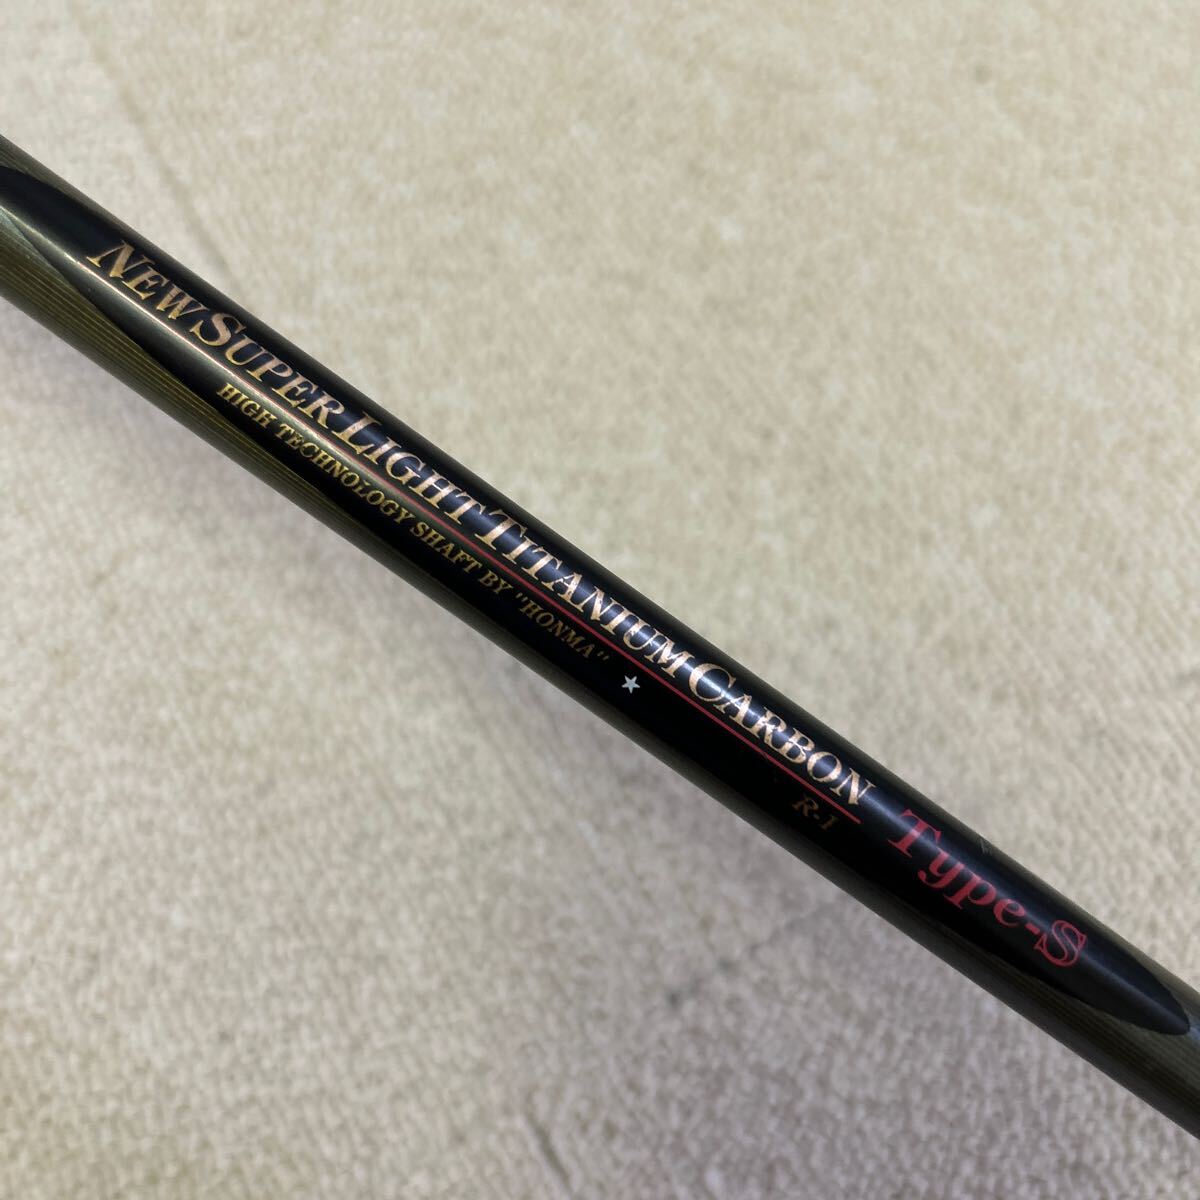 NEW SUPER LIGHT TITANIUM CARBON
HIGH TECHNOLOGY SHAFT BY "HONMA" ★
R-1
Type-S